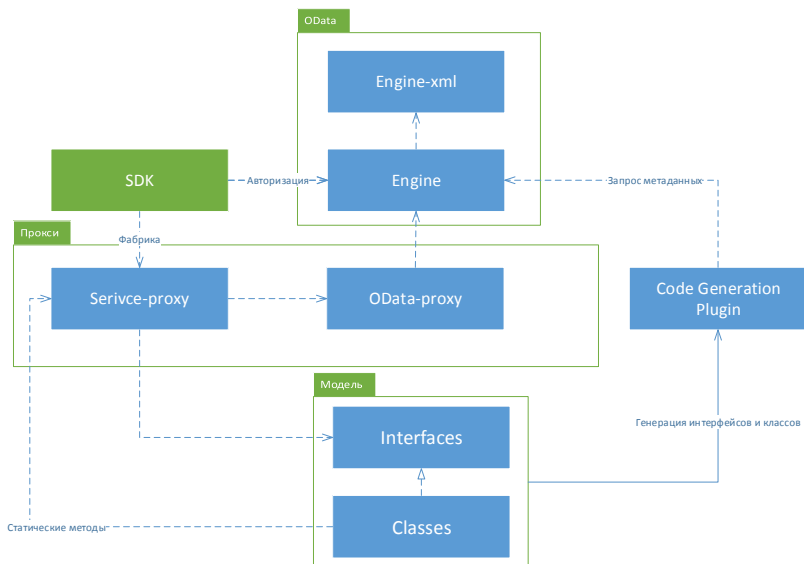 OData
Engine-xml
SDK
Авторизация
Engine
Запрос метаданных
Прокси
Фабрика
Serivce-proxy
OData-proxy
Code Generation
Plugin
Модель
Interfaces
Генерация интерфейсов и классов
Classes
Статические методы